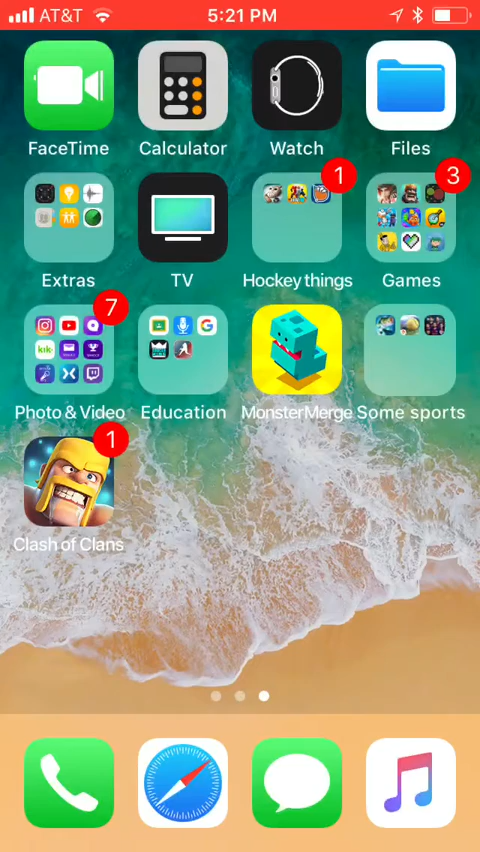 AT&T 5:21 PM
FaceTime Calculator Watch Files
1 3
Extras TV Hockey things Games
7
kik
Photo & Video Education MonsterMerge Some sports
1
Clash of Clans